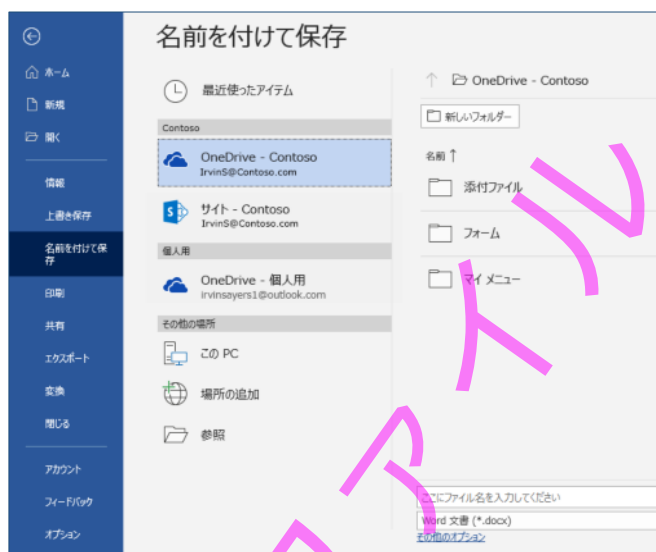 名前を付けて保存
ホーム
新規
開く
情報
上書き保存
名前を付けて保
存
印刷
共有
エクスポート
変換
閉じる
アカウント
フィードバック
オプション
最近使ったアイテム
Contoso
OneDrive - Contoso
IrvinS@Contoso.com
サイト - Contoso
IrvinS@Contoso.com
個人用
OneDrive - 個人用
irvinsayers1@outlook.com
その他の場所
この PC
場所の追加
参照
OneDrive - Contoso
新しいフォルダー
名前 ↑
添付ファイル
フォーム
マイ メニュー
ここにファイル名を入力してください
Word 文書 (*.docx)
その他のオプション
ファイル